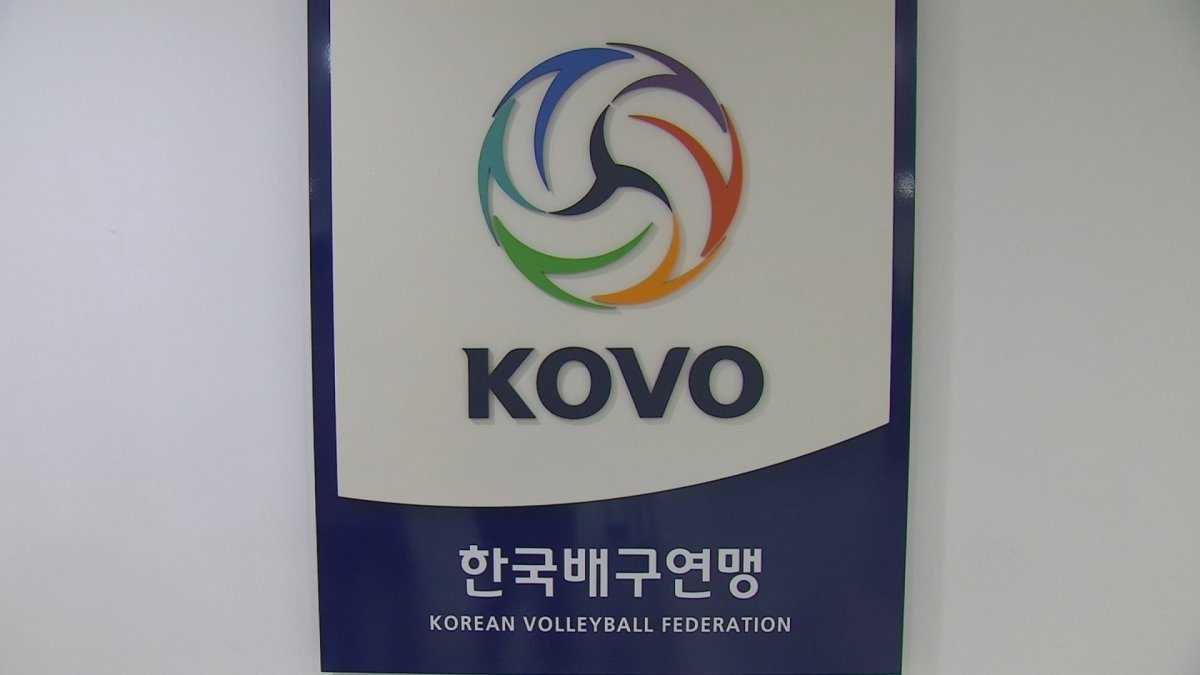 KOVO
한국배구연맹
KOREAN VOLLEYBALL FEDERATION